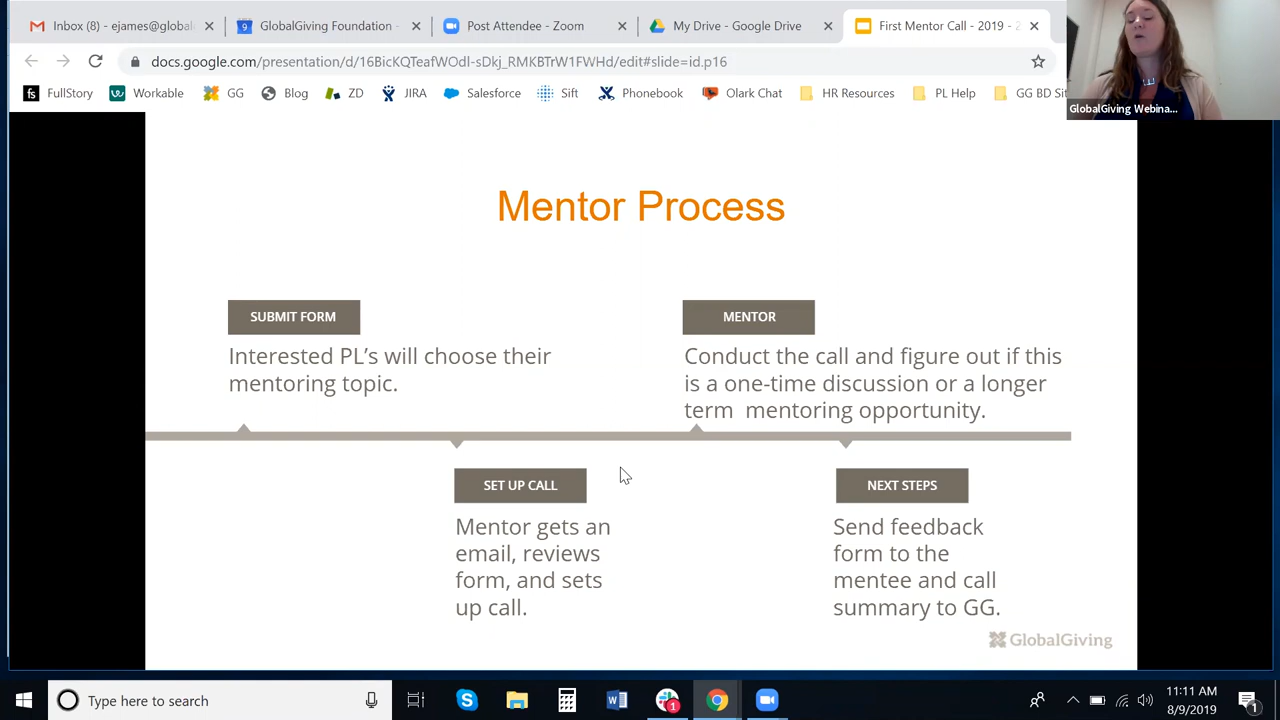 Inbox (8) - ejames@global
GlobalGiving Foundation -
Post Attendee - Zoom
My Drive - Google Drive
First Mentor Call - 2019 - 2
docs.google.com/presentation/d/16BicKQTeafWOdI-sDkj_RMKBTrW1FWHd/edit#slide=id.p16
FullStory
Workable
GG
Blog
ZD
JIRA
Salesforce
Sift
Phonebook
Olark Chat
HR Resources
PL Help
GG BD Sit
GlobalGiving Webina...
Mentor Process
SUBMIT FORM
Interested PL's will choose their
mentoring topic.
MENTOR
Conduct the call and figure out if this
is a one-time discussion or a longer
term mentoring opportunity.
SET UP CALL
Mentor gets an
email, reviews
form, and sets
up call.
NEXT STEPS
Send feedback
form to the
mentee and call
summary to GG.
GlobalGiving
Type here to search
11:11 AM
8/9/2019